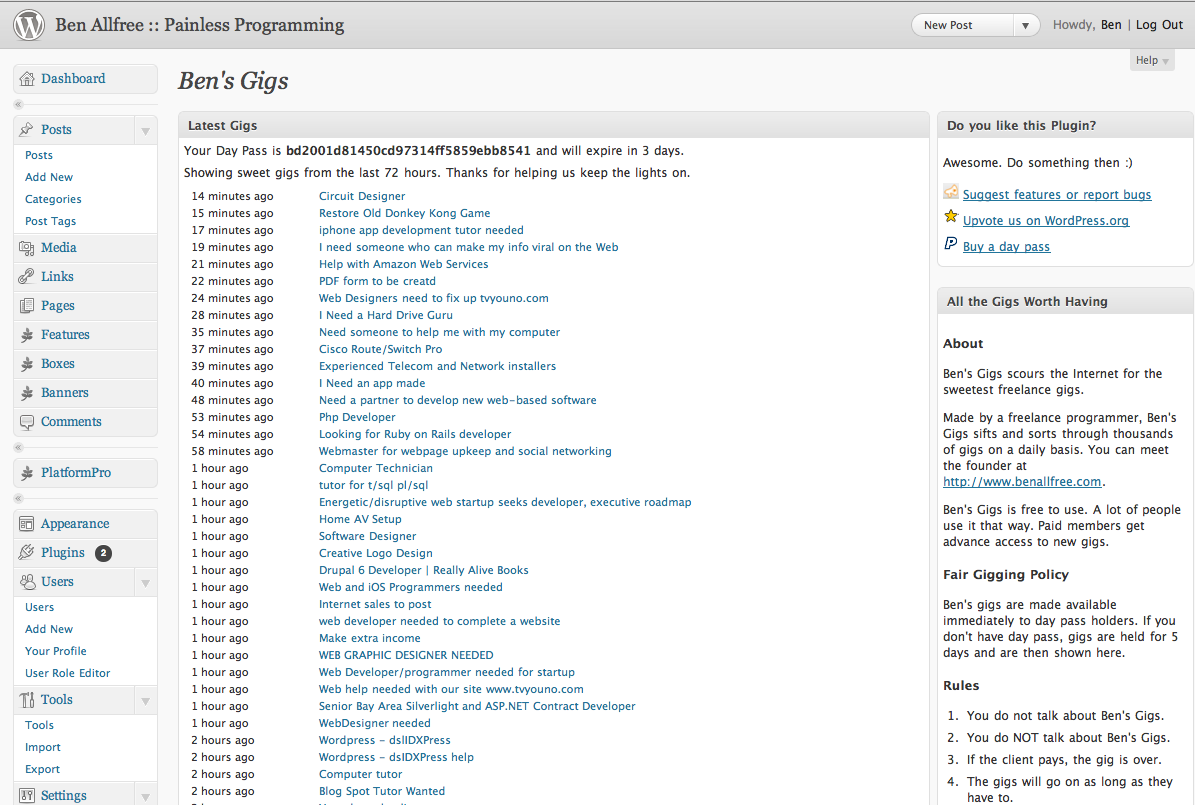 Ben Allfree :: Painless Programming
New Post
Howdy, Ben | Log Out
Help
Dashboard
Posts
Posts
Add New
Categories
Post Tags
Media
Links
Pages
Features
Boxes
Banners
Comments
PlatformPro
Appearance
Plugins 2
Users
Users
Add New
Your Profile
User Role Editor
Tools
Tools
Import
Export
Settings
Ben's Gigs
Latest Gigs
Your Day Pass is bd2001d81450cd97314ff5859ebb8541 and will expire in 3 days.
Showing sweet gigs from the last 72 hours. Thanks for helping us keep the lights on.
14 minutes ago Circuit Designer
15 minutes ago Restore Old Donkey Kong Game
17 minutes ago iphone app development tutor needed
19 minutes ago I need someone who can make my info viral on the Web
21 minutes ago Help with Amazon Web Services
22 minutes ago PDF form to be creatd
24 minutes ago Web Designers need to fix up tvyouno.com
28 minutes ago I Need a Hard Drive Guru
35 minutes ago Need someone to help me with my computer
37 minutes ago Cisco Route/Switch Pro
39 minutes ago Experienced Telecom and Network installers
40 minutes ago I Need an app made
48 minutes ago Need a partner to develop new web-based software
53 minutes ago Php Developer
54 minutes ago Looking for Ruby on Rails developer
58 minutes ago Webmaster for webpage upkeep and social networking
1 hour ago Computer Technician
1 hour ago tutor for t/sql pl/sql
1 hour ago Energetic/disruptive web startup seeks developer, executive roadmap
1 hour ago Home AV Setup
1 hour ago Software Designer
1 hour ago Creative Logo Design
1 hour ago Drupal 6 Developer | Really Alive Books
1 hour ago Web and iOS Programmers needed
1 hour ago Internet sales to post
1 hour ago web developer needed to complete a website
1 hour ago Make extra income
1 hour ago WEB GRAPHIC DESIGNER NEEDED
1 hour ago Web Developer/programmer needed for startup
1 hour ago Web help needed with our site www.tvyouno.com
1 hour ago Senior Bay Area Silverlight and ASP.NET Contract Developer
1 hour ago WebDesigner needed
2 hours ago Wordpress - dsIDXPress
2 hours ago Wordpress - dsIDXPress help
2 hours ago Computer tutor
2 hours ago Blog Spot Tutor Wanted
Do you like this Plugin?
Awesome. Do something then :)
Suggest features or report bugs
Upvote us on WordPress.org
Buy a day pass
All the Gigs Worth Having
About
Ben's Gigs scours the Internet for the
sweetest freelance gigs.
Made by a freelance programmer, Ben's
Gigs sifts and sorts through thousands
of gigs on a daily basis. You can meet
the founder at
http://www.benallfree.com.
Ben's Gigs is free to use. A lot of people
use it that way. Paid members get
advance access to new gigs.
Fair Gigging Policy
Ben's gigs are made available
immediately to day pass holders. If you
don't have day pass, gigs are held for 5
days and are then shown here.
Rules
1. You do not talk about Ben's Gigs.
2. You do NOT talk about Ben's Gigs.
3. If the client pays, the gig is over.
4. The gigs will go on as long as they
have to.